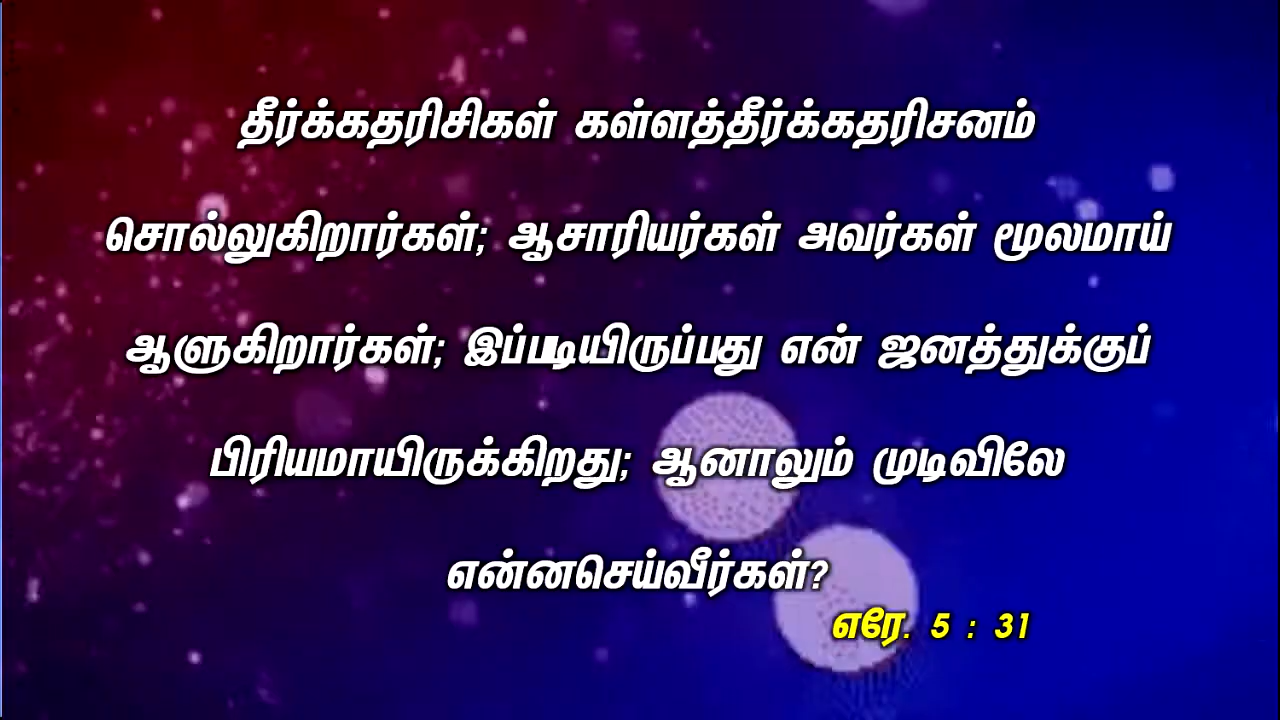 தீர்க்கதரிசிகள் கள்ளத்தீர்க்கதரிசனம்
சொல்லுகிறார்கள்; ஆசாரியர்கள் அவர்கள் மூலமாய்
ஆளுகிறார்கள்; இப்படியிருப்பது என் ஜனத்துக்குப்
பிரியமாயிருக்கிறது; ஆனாலும் முடிவிலே
என்னசெய்வீர்கள்?
எரே. 5 : 31